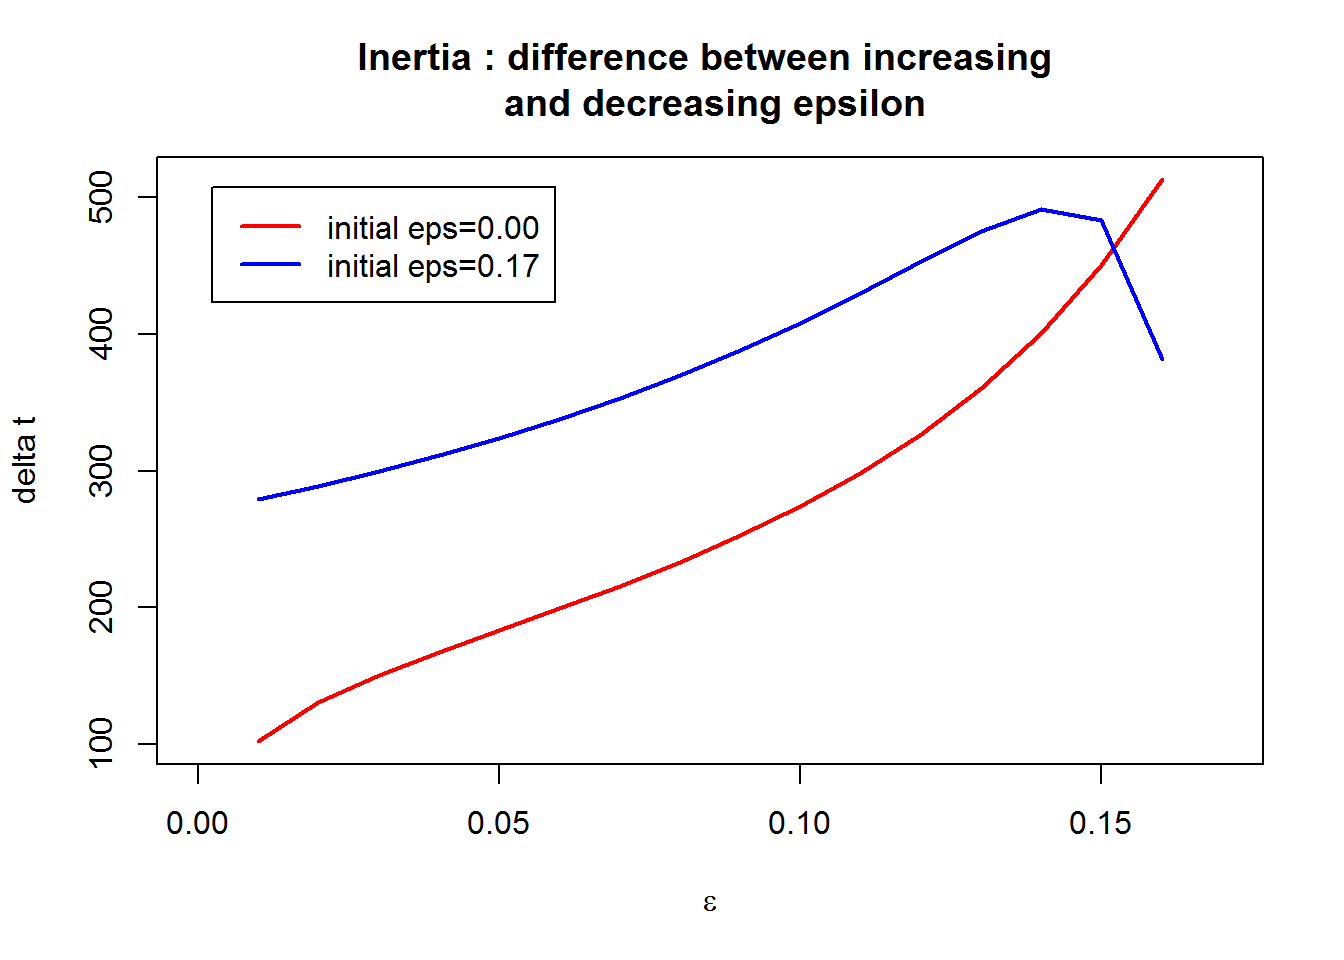 Inertia : difference between increasing
and decreasing epsilon
initial eps=0.00
initial eps=0.17
delta t
500
400
300
200
100
0.00 0.05 0.10 0.15
ε